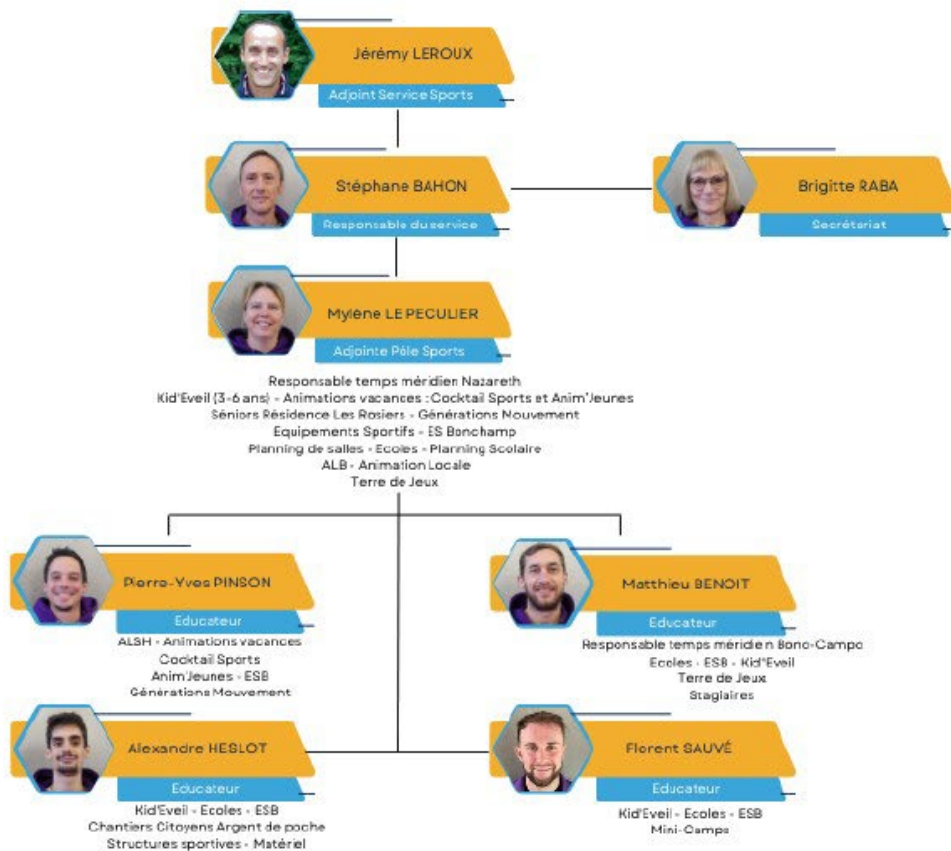 Jérémy LEROUX
Adjoint Service Sports
Stéphane BAHON
Responsable du service
Brigitte RABA
Secrétariat
Mylène LE PECULIER
Adjointe Pôle Sports
Responsable temps méridien Nazareth
Kid'Eveil (3-6 ans) - Animations vacances : Cocktail Sports et Anim'Jeunes
Séniors Résidence Les Rosiers - Générations Mouvement
Equipements Sportifs - ES Bonchamp
Planning de salles - Ecoles - Planning Scolaire
ALB - Animation Locale
Terre de Jeux
Pierre-Yves PINSON
Educateur
ALSH - Animations vacances
Cocktail Sports
Anim'Jeunes - ESB
Générations Mouvement
Matthieu BENOIT
Educateur
Responsable temps méridien Bono-Campo
Ecoles - ESB - Kid'Eveil
Terre de Jeux
Stagiaires
Alexandre HESLOT
Educateur
Kid'Eveil - Ecoles - ESB
Chantiers Citoyens Argent de poche
Structures sportives - Matériel
Florent SAUVÉ
Educateur
Kid'Eveil - Ecoles - ESB
Mini-Camps